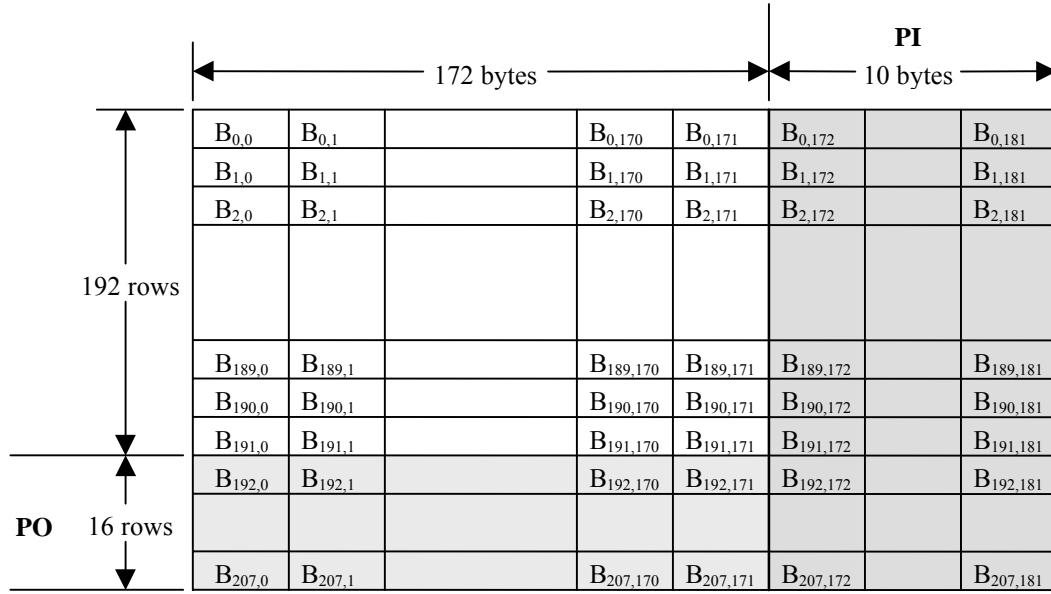 PI
172 bytes 10 bytes
B0,0 B0,1 B0,170 B0,171 B0,172 B0,181
B1,0 B1,1 B1,170 B1,171 B1,172 B1,181
B2,0 B2,1 B2,170 B2,171 B2,172 B2,181
192 rows
B189,0 B189,1 B189,170 B189,171 B189,172 B189,181
B190,0 B190,1 B190,170 B190,171 B190,172 B190,181
B191,0 B191,1 B191,170 B191,171 B191,172 B191,181
B192,0 B192,1 B192,170 B192,171 B192,172 B192,181
PO 16 rows
B207,0 B207,1 B207,170 B207,171 B207,172 B207,181